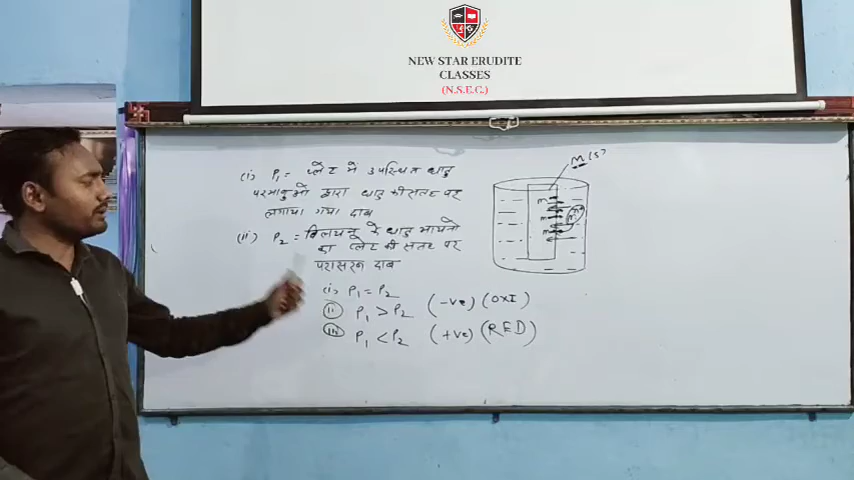 NEW STAR ERUDITE
CLASSES
(N.S.E.C.)
(i) P₁ = प्लेट में उपस्थित धातु
परमाणुओं द्वारा धातु की सतह पर
लगाया गया दाब
(ii) P₂ = विलयन के धातु आयनों
का प्लेट की सतह पर
परासरण दाब
(i) P₁ = P₂
(ii) P₁ > P₂ (-ve) (OXI)
(iii) P₁ < P₂ (+ve) (RED)
M(s)
m
m
m